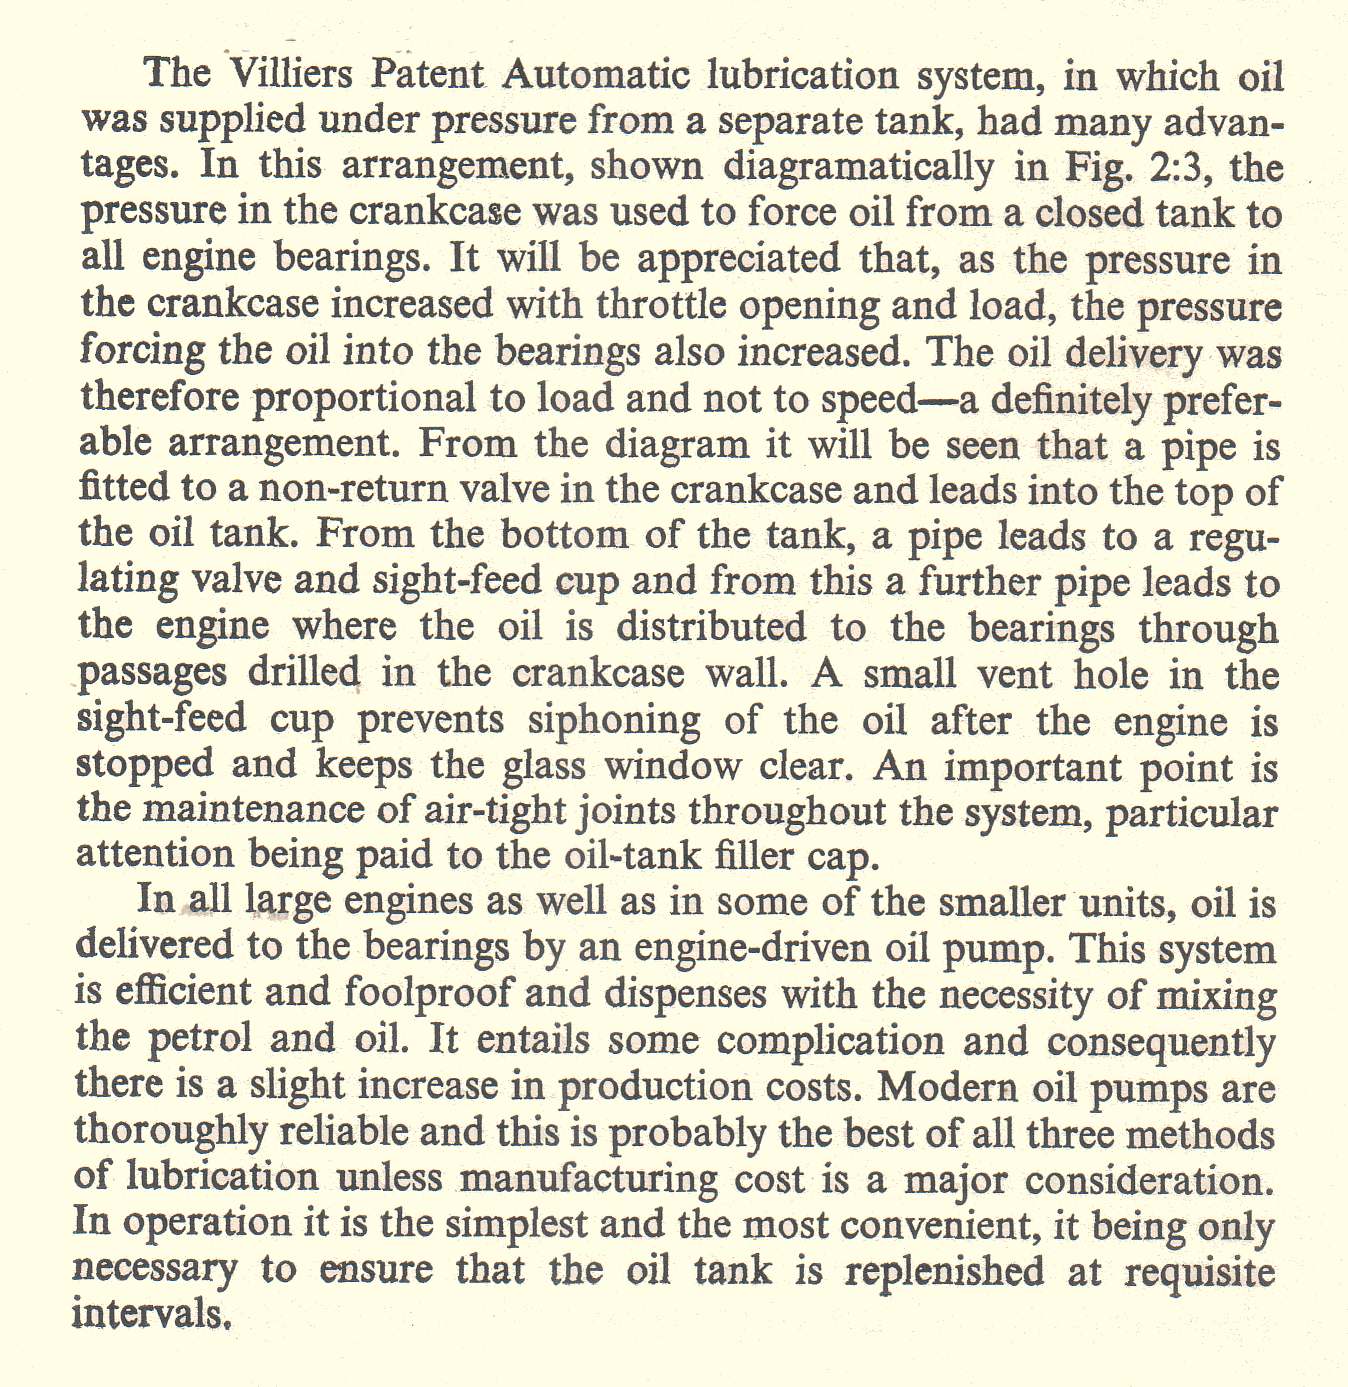 The Villiers Patent Automatic lubrication system, in which oil
was supplied under pressure from a separate tank, had many advan-
tages. In this arrangement, shown diagramatically in Fig. 2:3, the
pressure in the crankcase was used to force oil from a closed tank to
all engine bearings. It will be appreciated that, as the pressure in
the crankcase increased with throttle opening and load, the pressure
forcing the oil into the bearings also increased. The oil delivery was
therefore proportional to load and not to speed—a definitely prefer-
able arrangement. From the diagram it will be seen that a pipe is
fitted to a non-return valve in the crankcase and leads into the top of
the oil tank. From the bottom of the tank, a pipe leads to a regu-
lating valve and sight-feed cup and from this a further pipe leads to
the engine where the oil is distributed to the bearings through
passages drilled in the crankcase wall. A small vent hole in the
sight-feed cup prevents siphoning of the oil after the engine is
stopped and keeps the glass window clear. An important point is
the maintenance of air-tight joints throughout the system, particular
attention being paid to the oil-tank filler cap.
In all large engines as well as in some of the smaller units, oil is
delivered to the bearings by an engine-driven oil pump. This system
is efficient and foolproof and dispenses with the necessity of mixing
the petrol and oil. It entails some complication and consequently
there is a slight increase in production costs. Modern oil pumps are
thoroughly reliable and this is probably the best of all three methods
of lubrication unless manufacturing cost is a major consideration.
In operation it is the simplest and the most convenient, it being only
necessary to ensure that the oil tank is replenished at requisite
intervals.